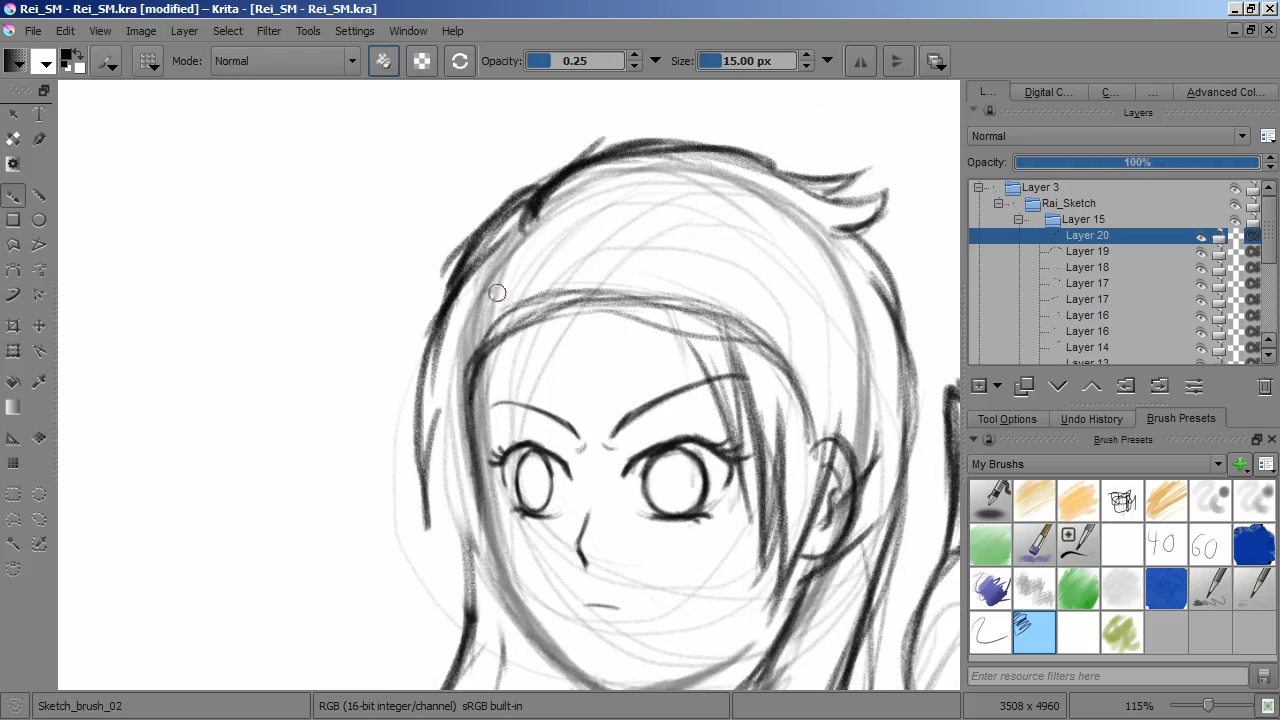 Rei_SM - Rei_SM.kra [modified] – Krita - [Rei_SM - Rei_SM.kra]
File Edit View Image Layer Select Filter Tools Settings Window Help
Mode: Normal Opacity: 0.25 Size: 15.00 px
L... Digital C... C... ... Advanced Col...
Layers
Normal
Opacity: 100%
Layer 3
Rai_Sketch
Layer 15
Layer 20
Layer 19
Layer 18
Layer 17
Layer 17
Layer 16
Layer 16
Layer 14
Layer 13
Tool Options Undo History Brush Presets
Brush Presets
My Brushes
40 60
Enter resource filters here
Sketch_brush_02 RGB (16-bit integer/channel) sRGB built-in 3508 x 4960 115%